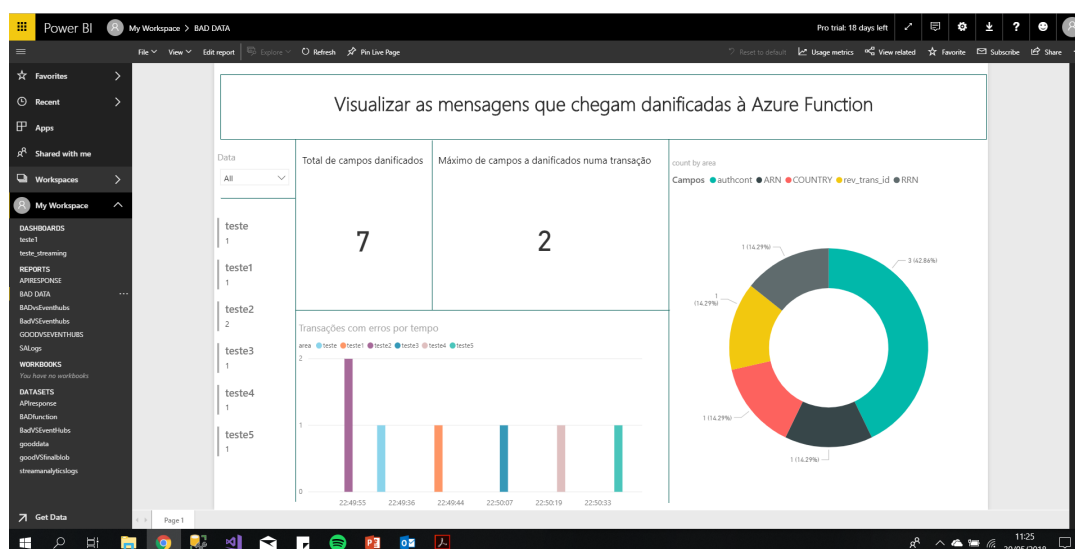 Power BI
My Workspace > BAD DATA
Pro trial: 18 days left
?
File View Edit report Explore Refresh Pin Live Page
Reset to default Usage metrics View related Favorite Subscribe Share
Favorites
Recent
Apps
Shared with me
Workspaces
My Workspace
DASHBOARDS
teste1
teste_streaming
REPORTS
APIRESPONSE
BAD DATA ...
BADvsEventhubs
BadVSEventhubs
GOODVSEVENTHUBS
SALogs
WORKBOOKS
You have no workbooks
DATASETS
APIresponse
BADfunction
BadVSEventHubs
gooddata
goodVSfinalblob
streamanalyticslogs
Get Data
Visualizar as mensagens que chegam danificadas à Azure Function
Data
All
teste
1
teste1
1
teste2
2
teste3
1
teste4
1
teste5
1
Total de campos danificados
7
Máximo de campos a danificados numa transação
2
Transações com erros por tempo
area teste teste1 teste2 teste3 teste4 teste5
2
1
0
22:49:55 22:49:36 22:49:44 22:50:07 22:50:19 22:50:33
count by area
Campos authcont ARN COUNTRY rev_trans_id RRN
1 (14.29%)
3 (42.86%)
1
(14.29%)
1 (14.29%)
1 (14.29%)
Page 1
11:25